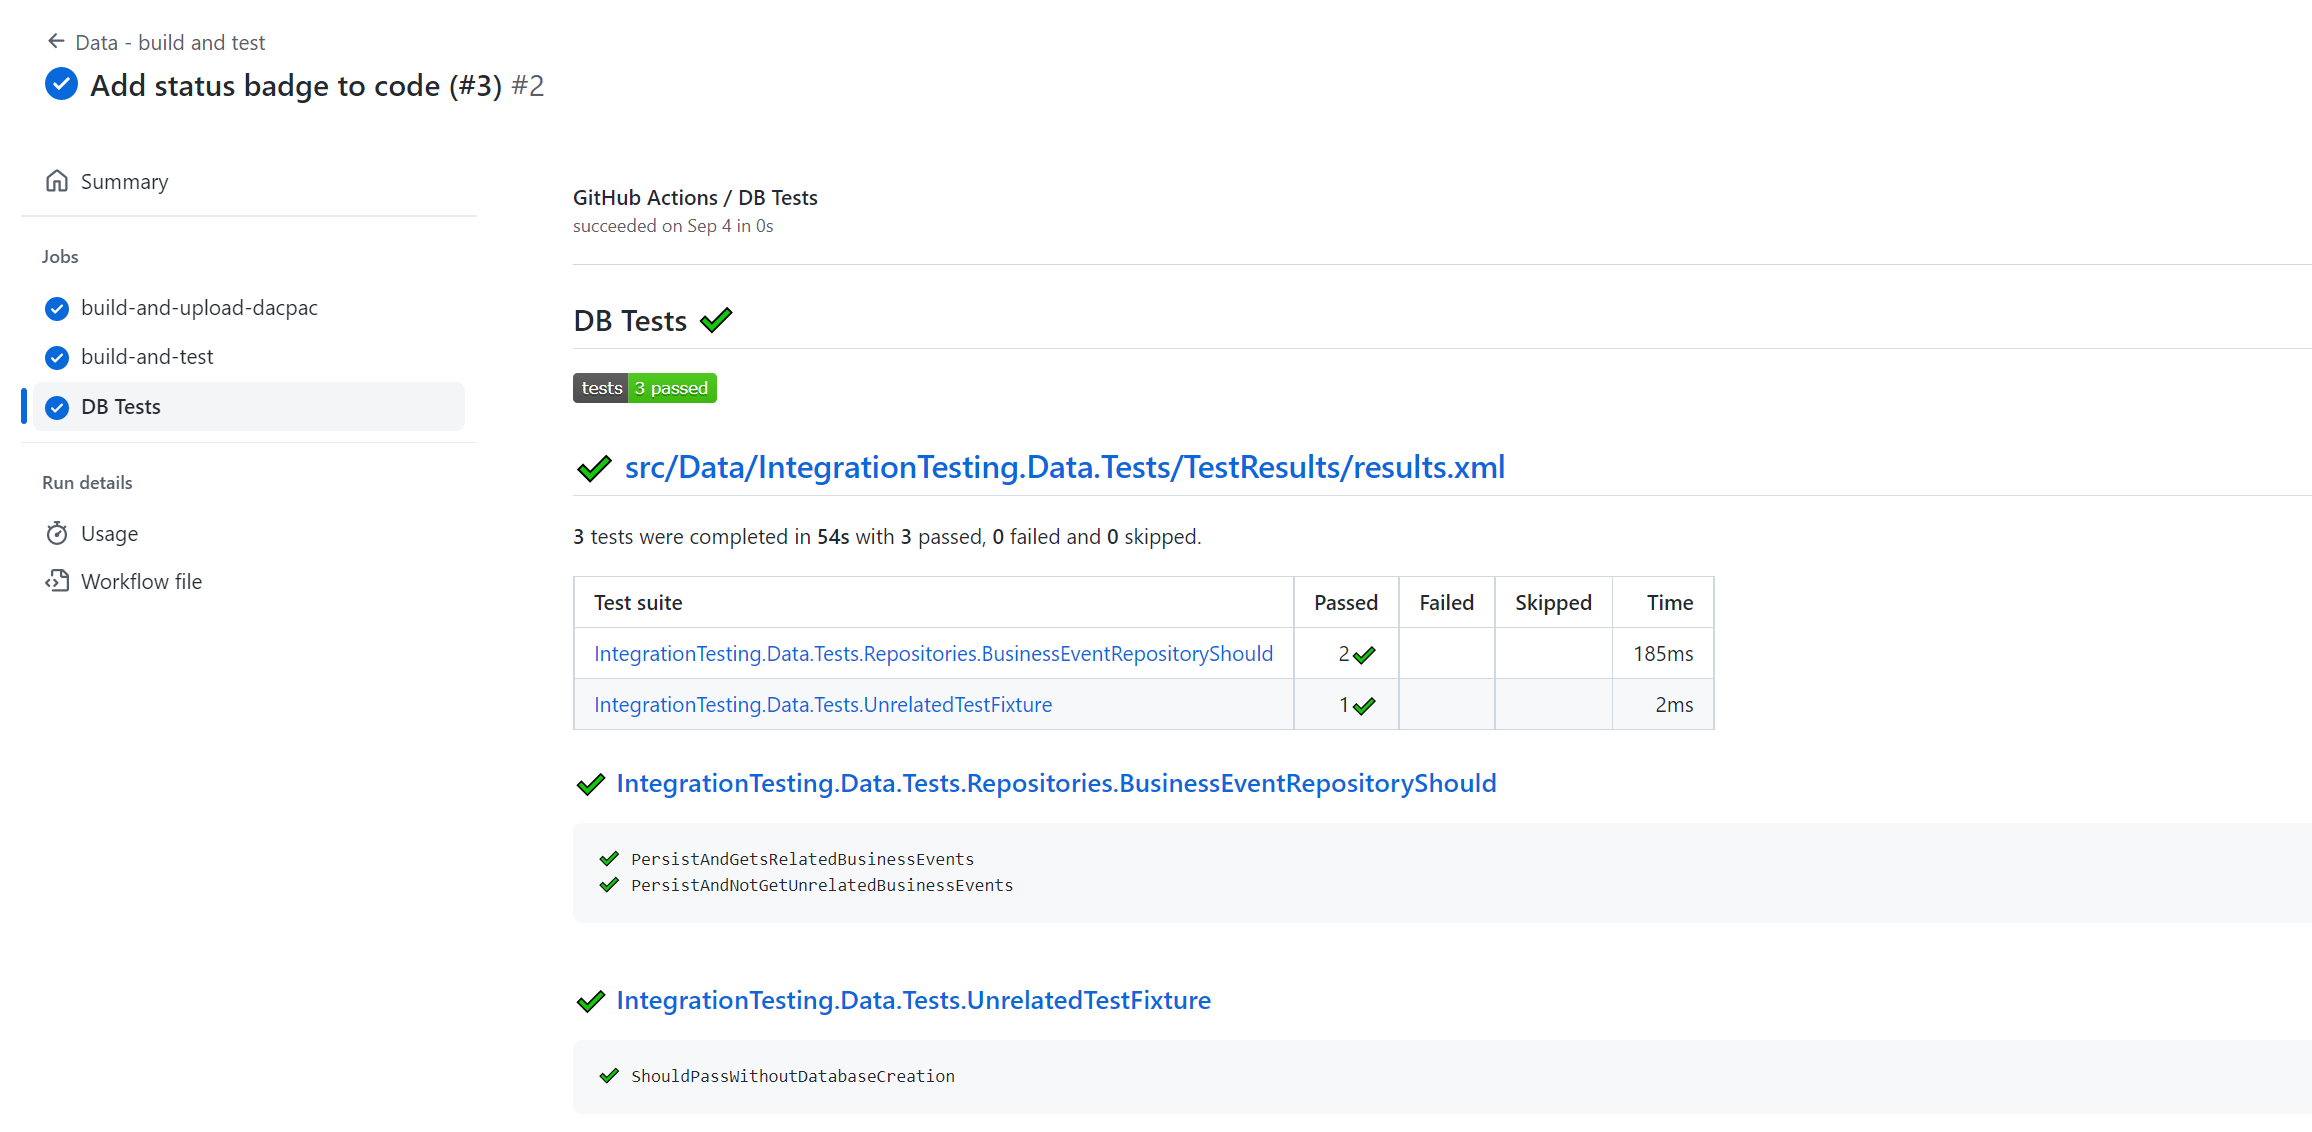 Data - build and test
Add status badge to code (#3) #2
Summary
Jobs
build-and-upload-dacpac
build-and-test
DB Tests
Run details
Usage
Workflow file
GitHub Actions / DB Tests
succeeded on Sep 4 in 0s
DB Tests
tests 3 passed
src/Data/IntegrationTesting.Data.Tests/TestResults/results.xml
3 tests were completed in 54s with 3 passed, 0 failed and 0 skipped.
Test suite Passed Failed Skipped Time
IntegrationTesting.Data.Tests.Repositories.BusinessEventRepositoryShould 2 185ms
IntegrationTesting.Data.Tests.UnrelatedTestFixture 1 2ms
IntegrationTesting.Data.Tests.Repositories.BusinessEventRepositoryShould
PersistAndGetsRelatedBusinessEvents
PersistAndNotGetUnrelatedBusinessEvents
IntegrationTesting.Data.Tests.UnrelatedTestFixture
ShouldPassWithoutDatabaseCreation